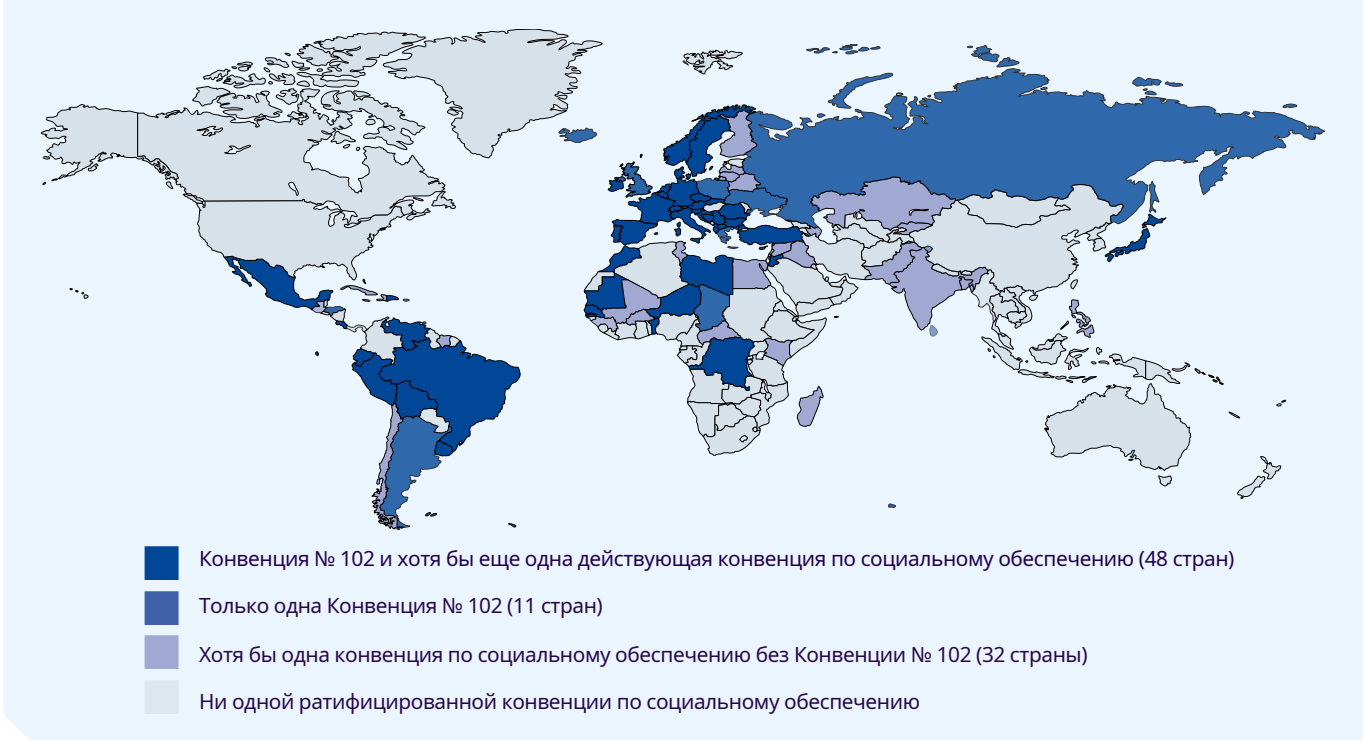 Конвенция № 102 и хотя бы еще одна действующая конвенция по социальному обеспечению (48 стран)
Только одна Конвенция № 102 (11 стран)
Хотя бы одна конвенция по социальному обеспечению без Конвенции № 102 (32 страны)
Ни одной ратифицированной конвенции по социальному обеспечению